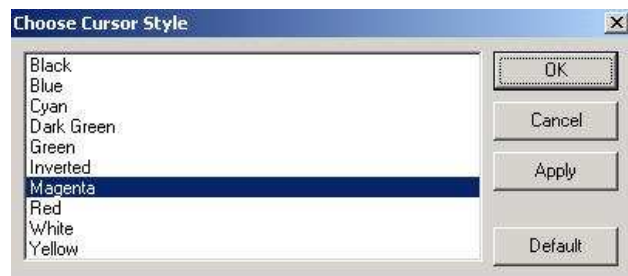 Choose Cursor Style
Black
Blue
Cyan
Dark Green
Green
Inverted
Magenta
Red
White
Yellow
OK
Cancel
Apply
Default